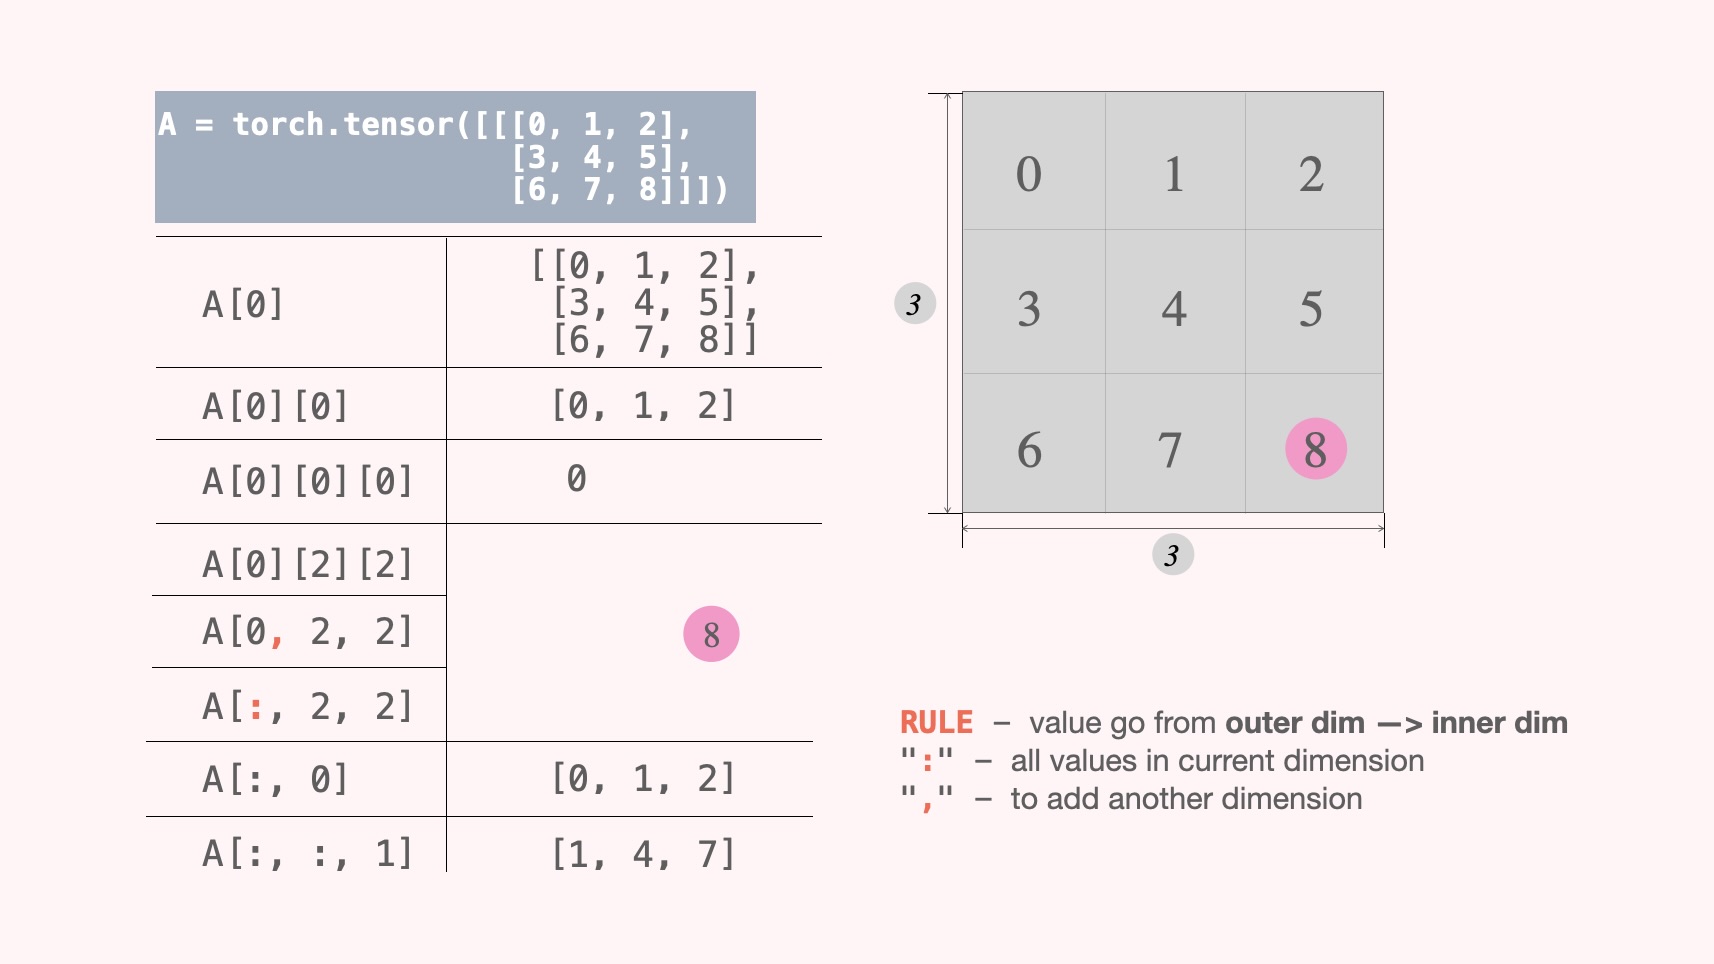 A = torch.tensor([[[0, 1, 2],
[3, 4, 5],
[6, 7, 8]]])
A[0]
[[0, 1, 2],
[3, 4, 5],
[6, 7, 8]]
A[0][0]
[0, 1, 2]
A[0][0][0]
0
A[0][2][2]
A[0, 2, 2]
A[:, 2, 2]
8
A[:, 0]
[0, 1, 2]
A[:, :, 1]
[1, 4, 7]
0 1 2
3 4 5
6 7 8
3
3
RULE – value go from outer dim —> inner dim
":" – all values in current dimension
"," – to add another dimension